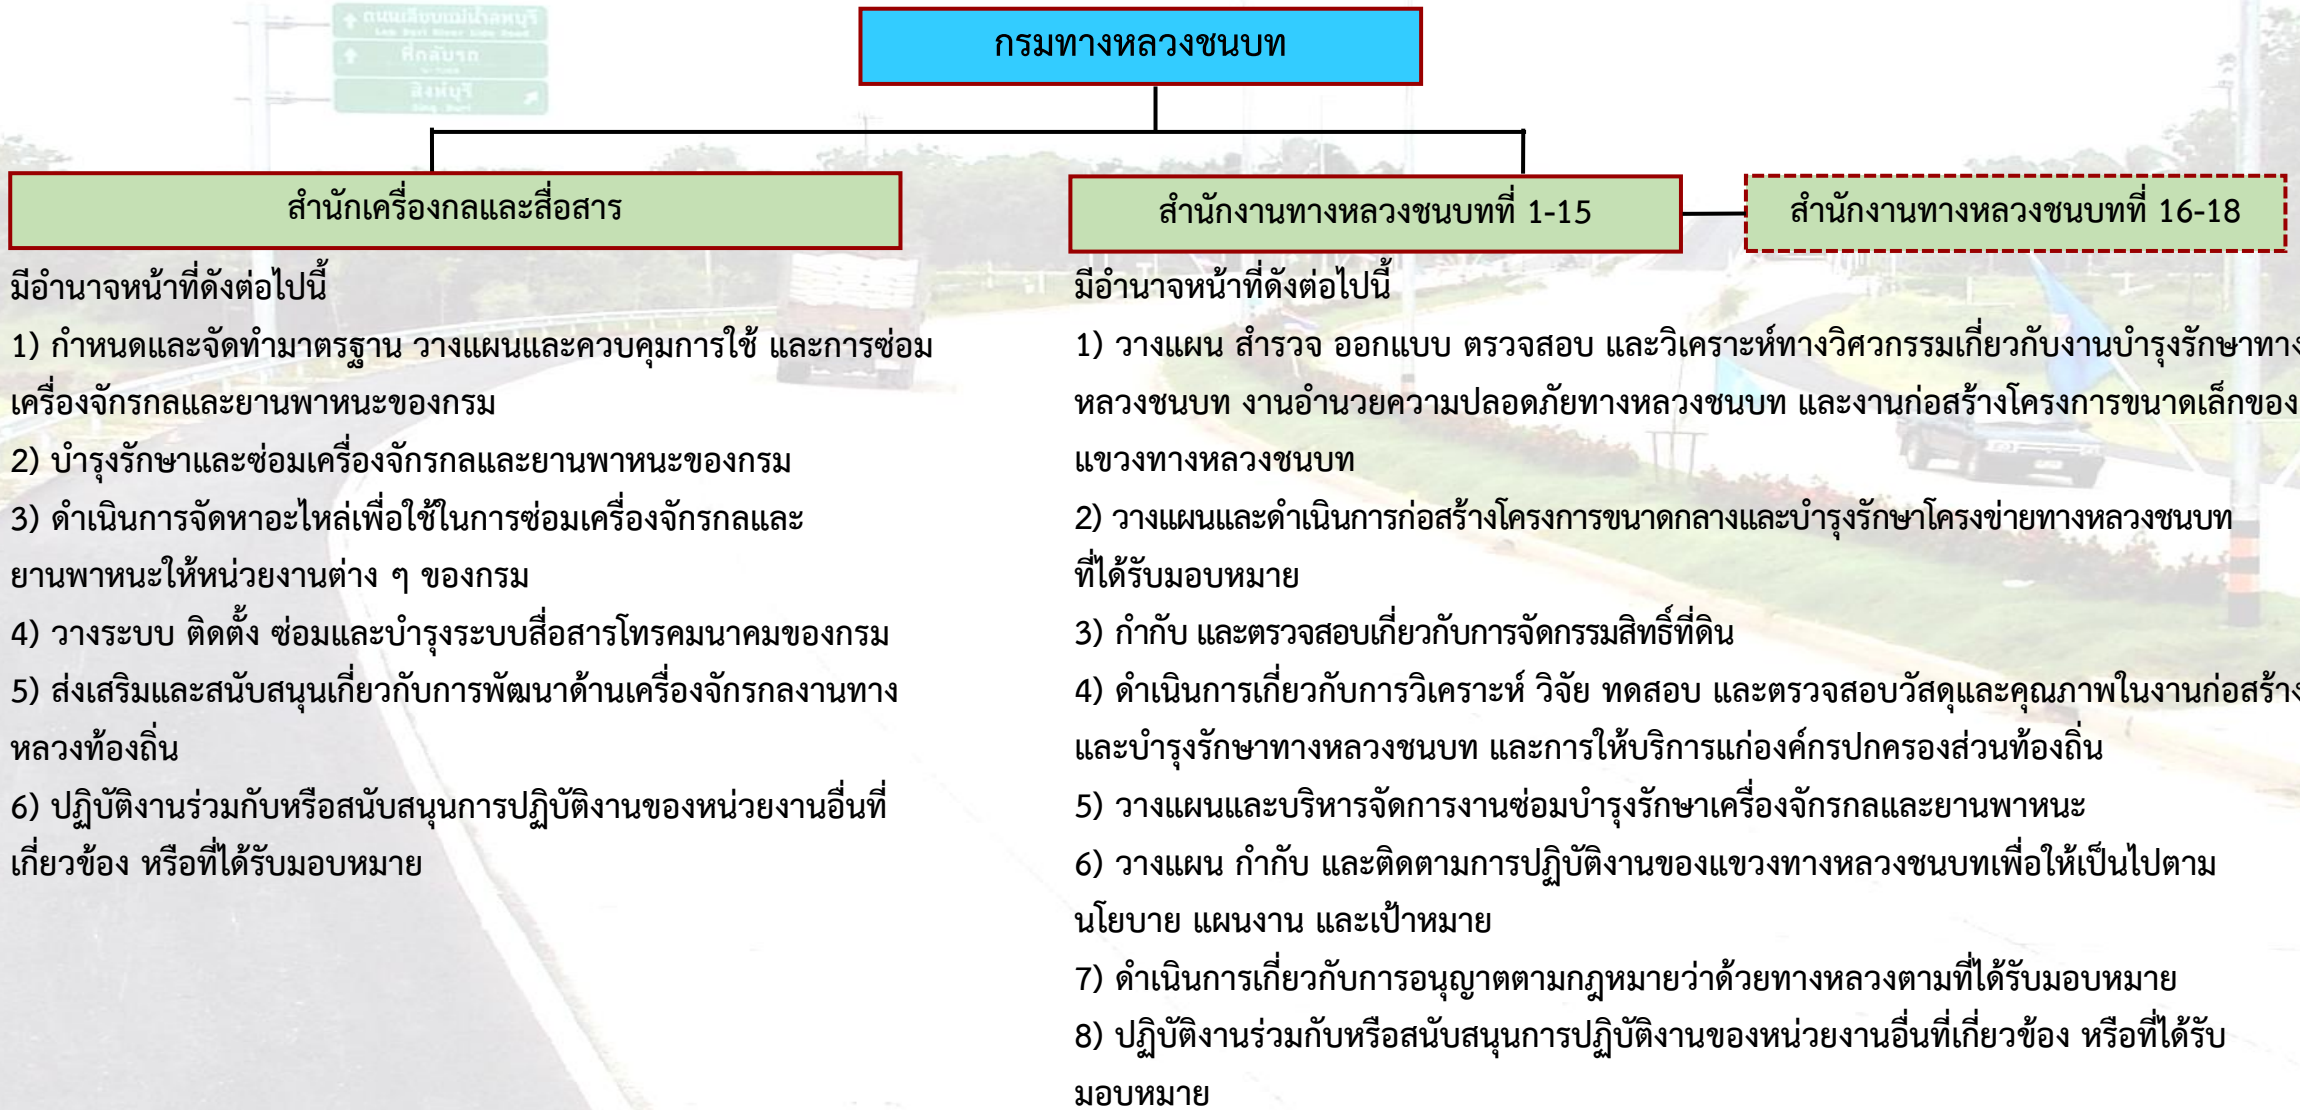 ถนนเลียบแม่น้ำลพบุรี
Lob Buri River Side Road
ที่กลับรถ
สิงห์บุรี
Sing Buri
กรมทางหลวงชนบท
สำนักเครื่องกลและสื่อสาร
สำนักงานทางหลวงชนบทที่ 1-15
สำนักงานทางหลวงชนบทที่ 16-18
มีอำนาจหน้าที่ดังต่อไปนี้
1) กำหนดและจัดทำมาตรฐาน วางแผนและควบคุมการใช้ และการซ่อม
เครื่องจักรกลและยานพาหนะของกรม
2) บำรุงรักษาและซ่อมเครื่องจักรกลและยานพาหนะของกรม
3) ดำเนินการจัดหาอะไหล่เพื่อใช้ในการซ่อมเครื่องจักรกลและ
ยานพาหนะให้หน่วยงานต่าง ๆ ของกรม
4) วางระบบ ติดตั้ง ซ่อมและบำรุงระบบสื่อสารโทรคมนาคมของกรม
5) ส่งเสริมและสนับสนุนเกี่ยวกับการพัฒนาด้านเครื่องจักรกลงานทาง
หลวงท้องถิ่น
6) ปฏิบัติงานร่วมกับหรือสนับสนุนการปฏิบัติงานของหน่วยงานอื่นที่
เกี่ยวข้อง หรือที่ได้รับมอบหมาย
มีอำนาจหน้าที่ดังต่อไปนี้
1) วางแผน สำรวจ ออกแบบ ตรวจสอบ และวิเคราะห์ทางวิศวกรรมเกี่ยวกับงานบำรุงรักษาทาง
หลวงชนบท งานอำนวยความปลอดภัยทางหลวงชนบท และงานก่อสร้างโครงการขนาดเล็กของ
แขวงทางหลวงชนบท
2) วางแผนและดำเนินการก่อสร้างโครงการขนาดกลางและบำรุงรักษาโครงข่ายทางหลวงชนบท
ที่ได้รับมอบหมาย
3) กำกับ และตรวจสอบเกี่ยวกับการจัดกรรมสิทธิ์ที่ดิน
4) ดำเนินการเกี่ยวกับการวิเคราะห์ วิจัย ทดสอบ และตรวจสอบวัสดุและคุณภาพในงานก่อสร้าง
และบำรุงรักษาทางหลวงชนบท และการให้บริการแก่องค์กรปกครองส่วนท้องถิ่น
5) วางแผนและบริหารจัดการงานซ่อมบำรุงรักษาเครื่องจักรกลและยานพาหนะ
6) วางแผน กำกับ และติดตามการปฏิบัติงานของแขวงทางหลวงชนบทเพื่อให้เป็นไปตาม
นโยบาย แผนงาน และเป้าหมาย
7) ดำเนินการเกี่ยวกับการอนุญาตตามกฎหมายว่าด้วยทางหลวงตามที่ได้รับมอบหมาย
8) ปฏิบัติงานร่วมกับหรือสนับสนุนการปฏิบัติงานของหน่วยงานอื่นที่เกี่ยวข้อง หรือที่ได้รับ
มอบหมาย